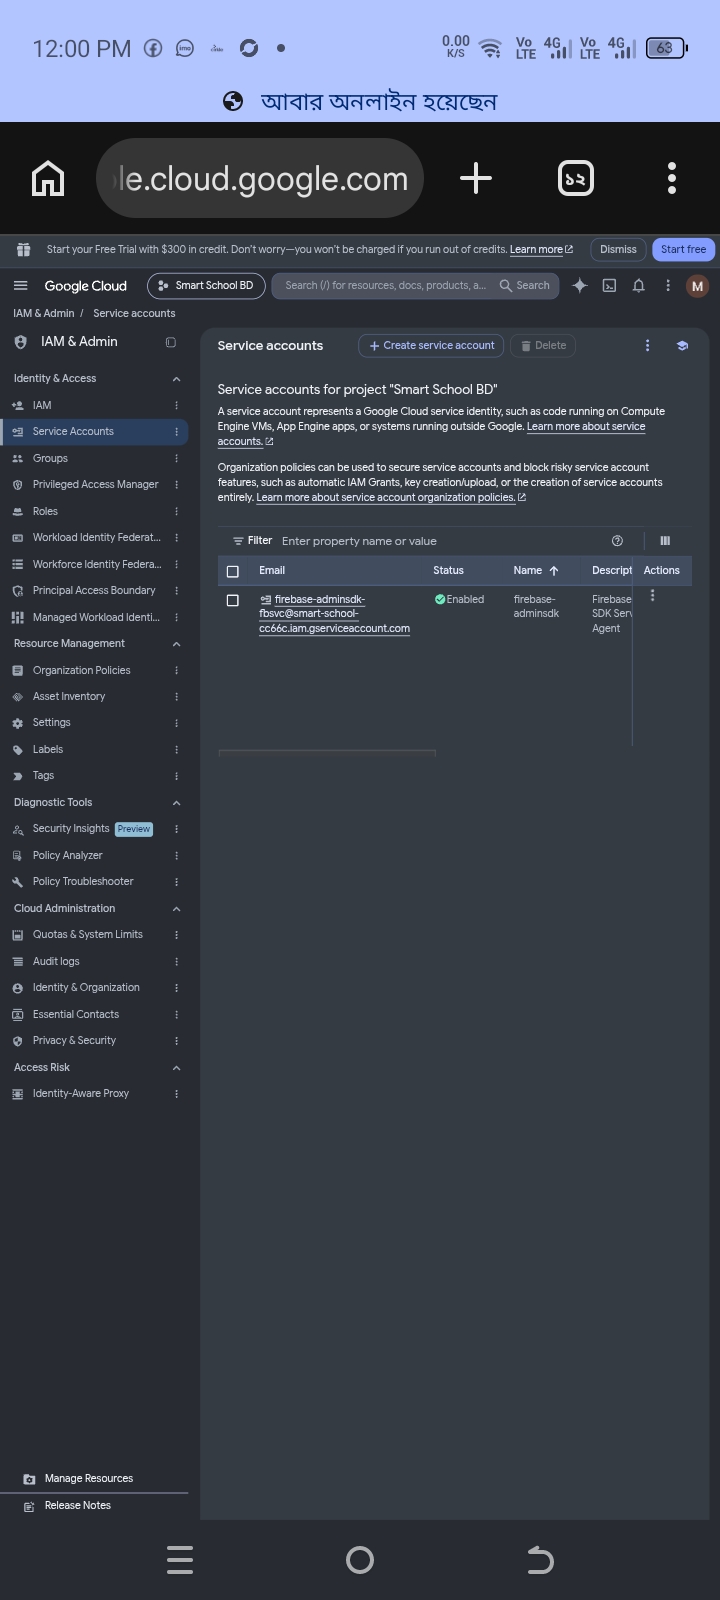 12:00 PM
0.00 K/S
Vo LTE 4G Vo LTE 4G 63
আবার অনলাইন হয়েছেন
le.cloud.google.com
১২
Start your Free Trial with $300 in credit. Don't worry—you won't be charged if you run out of credits. Learn more
Dismiss
Start free
Google Cloud
Smart School BD
Search (/) for resources, docs, products, a...
Search
M
IAM & Admin / Service accounts
IAM & Admin
Identity & Access
IAM
Service Accounts
Groups
Privileged Access Manager
Roles
Workload Identity Federat...
Workforce Identity Federa...
Principal Access Boundary
Managed Workload Identi...
Resource Management
Organization Policies
Asset Inventory
Settings
Labels
Tags
Diagnostic Tools
Security Insights Preview
Policy Analyzer
Policy Troubleshooter
Cloud Administration
Quotas & System Limits
Audit logs
Identity & Organization
Essential Contacts
Privacy & Security
Access Risk
Identity-Aware Proxy
Manage Resources
Release Notes
Service accounts
Create service account
Delete
Service accounts for project "Smart School BD"
A service account represents a Google Cloud service identity, such as code running on Compute
Engine VMs, App Engine apps, or systems running outside Google. Learn more about service
accounts.
Organization policies can be used to secure service accounts and block risky service account
features, such as automatic IAM Grants, key creation/upload, or the creation of service accounts
entirely. Learn more about service account organization policies.
Filter Enter property name or value
Email Status Name Descript Actions
firebase-adminsdk- Enabled firebase- Firebase
fbsvc@smart-school- adminsdk SDK Serv
cc66c.iam.gserviceaccount.com Agent